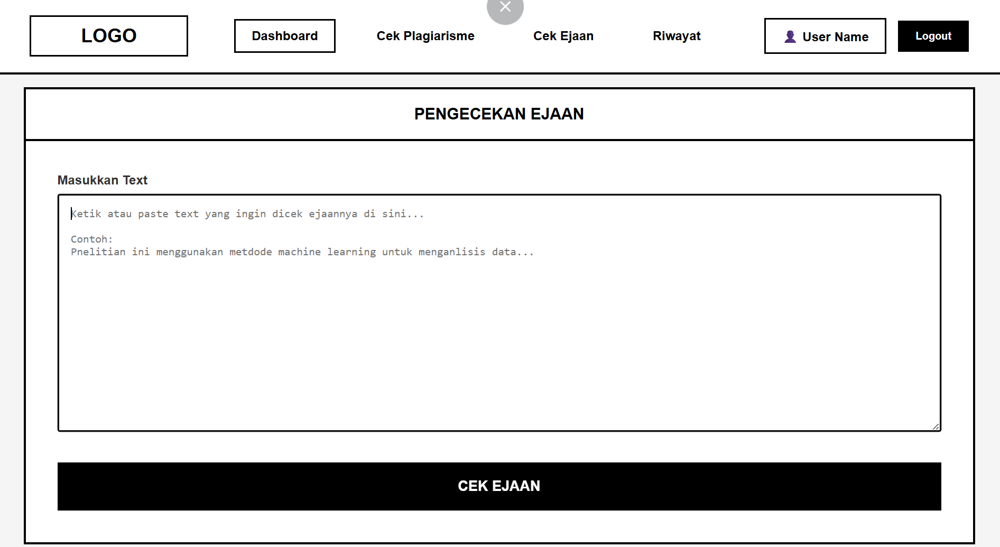 LOGO
Dashboard
Cek Plagiarisme
Cek Ejaan
Riwayat
User Name
Logout
PENGECEKAN EJAAN
Masukkan Text
Ketik atau paste text yang ingin dicek ejaannya di sini...
Contoh:
Pnelitian ini menggunakan metdode machine learning untuk menganlisis data...
CEK EJAAN